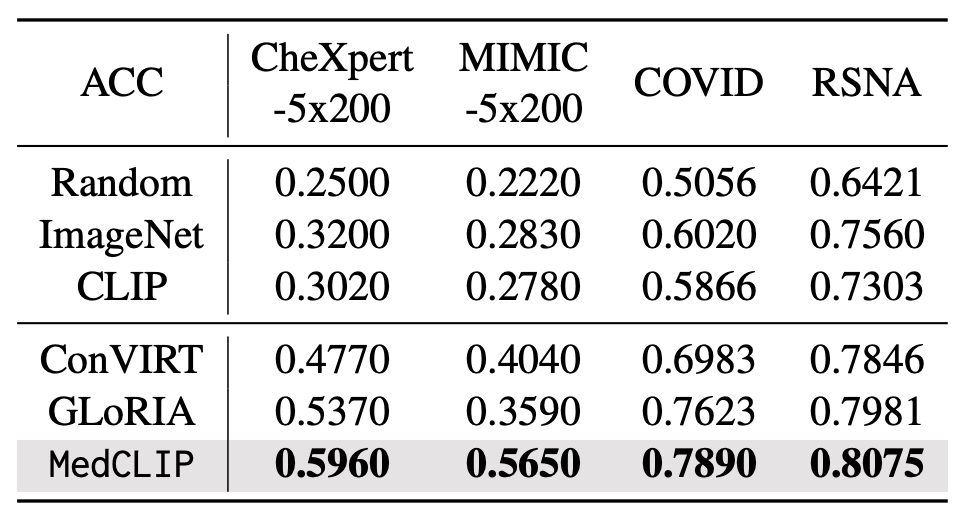 ACC CheXpert -5x200 MIMIC -5x200 COVID RSNA
Random 0.2500 0.2220 0.5056 0.6421
ImageNet 0.3200 0.2830 0.6020 0.7560
CLIP 0.3020 0.2780 0.5866 0.7303
ConVIRT 0.4770 0.4040 0.6983 0.7846
GLoRIA 0.5370 0.3590 0.7623 0.7981
MedCLIP 0.5960 0.5650 0.7890 0.8075